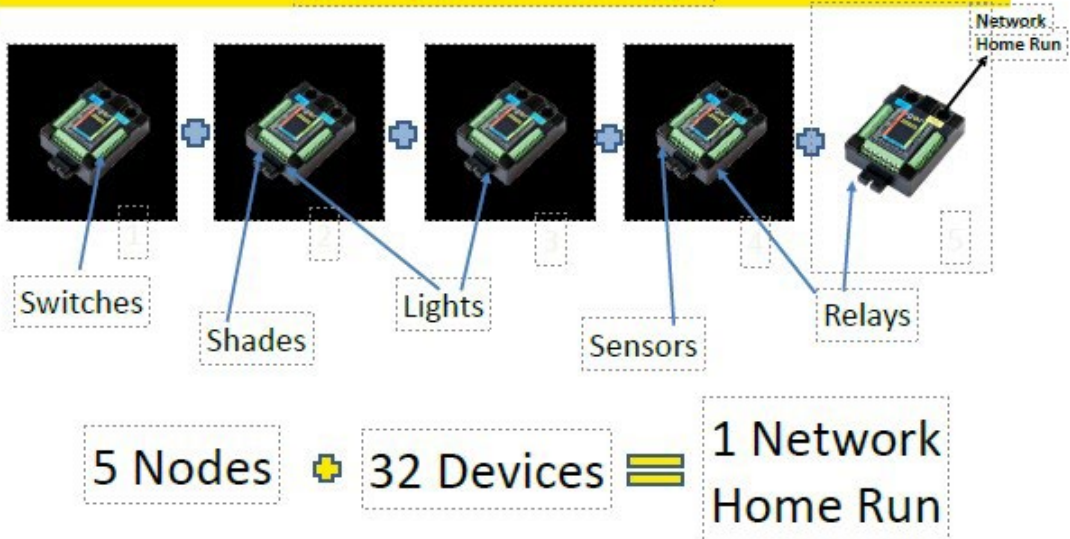 Network
Home Run
1
2
3
4
5
Switches
Shades
Lights
Sensors
Relays
5 Nodes
32 Devices
1 Network
Home Run